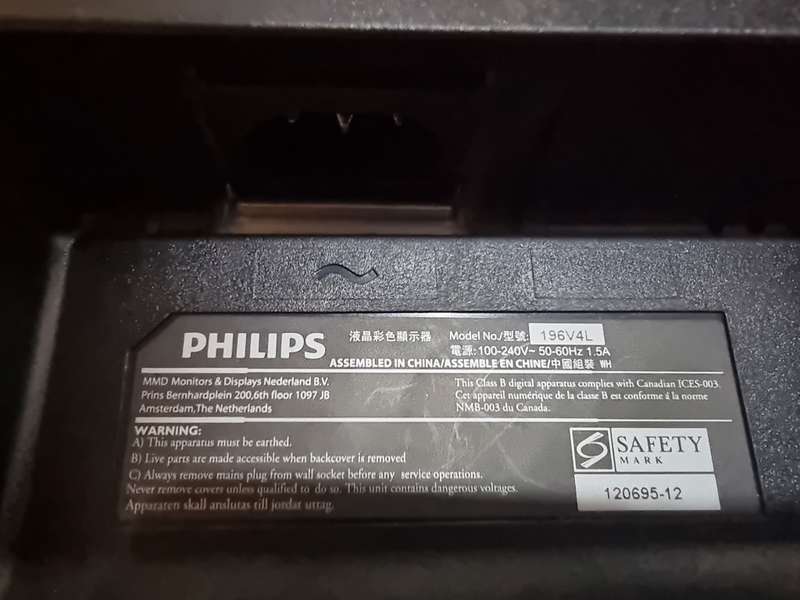 PHILIPS 液晶彩色顯示器 Model No./型號: 196V4L
電源:100-240V~ 50-60Hz 1.5A
ASSEMBLED IN CHINA/ASSEMBLE EN CHINE/中國組裝 WH
MMD Monitors & Displays Nederland B.V.
Prins Bernhardplein 200,6th floor 1097 JB
Amsterdam,The Netherlands
This Class B digital apparatus complies with Canadian ICES-003.
Cet appareil numérique de la classe B est conforme á la norme
NMB-003 du Canada.
WARNING:
A) This apparatus must be earthed.
B) Live parts are made accessible when backcover is removed
C) Always remove mains plug from wall socket before any service operations.
Never remove covers unless qualified to do so. This unit contains dangerous voltages.
Apparaten skall anslutas till jordat uttag.
SAFETY
MARK
120695-12